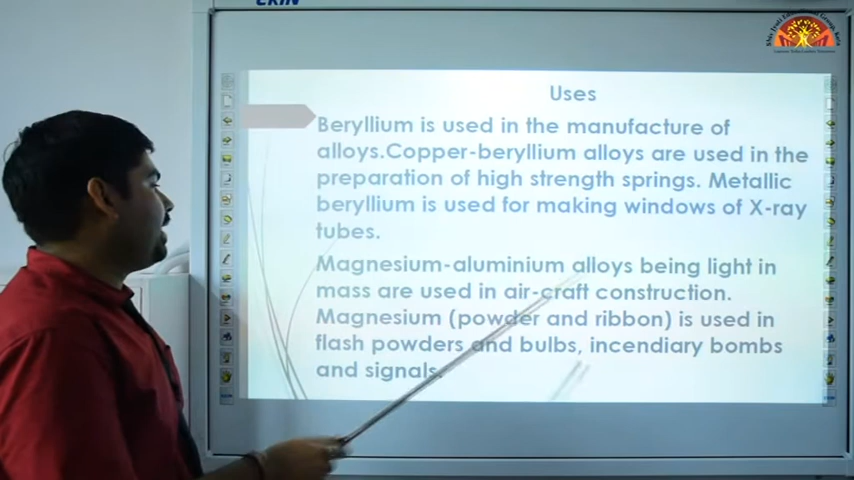 Uses
Beryllium is used in the manufacture of
alloys.Copper-beryllium alloys are used in the
preparation of high strength springs. Metallic
beryllium is used for making windows of X-ray
tubes.
Magnesium-aluminium alloys being light in
mass are used in air-craft construction.
Magnesium (powder and ribbon) is used in
flash powders and bulbs, incendiary bombs
and signals.